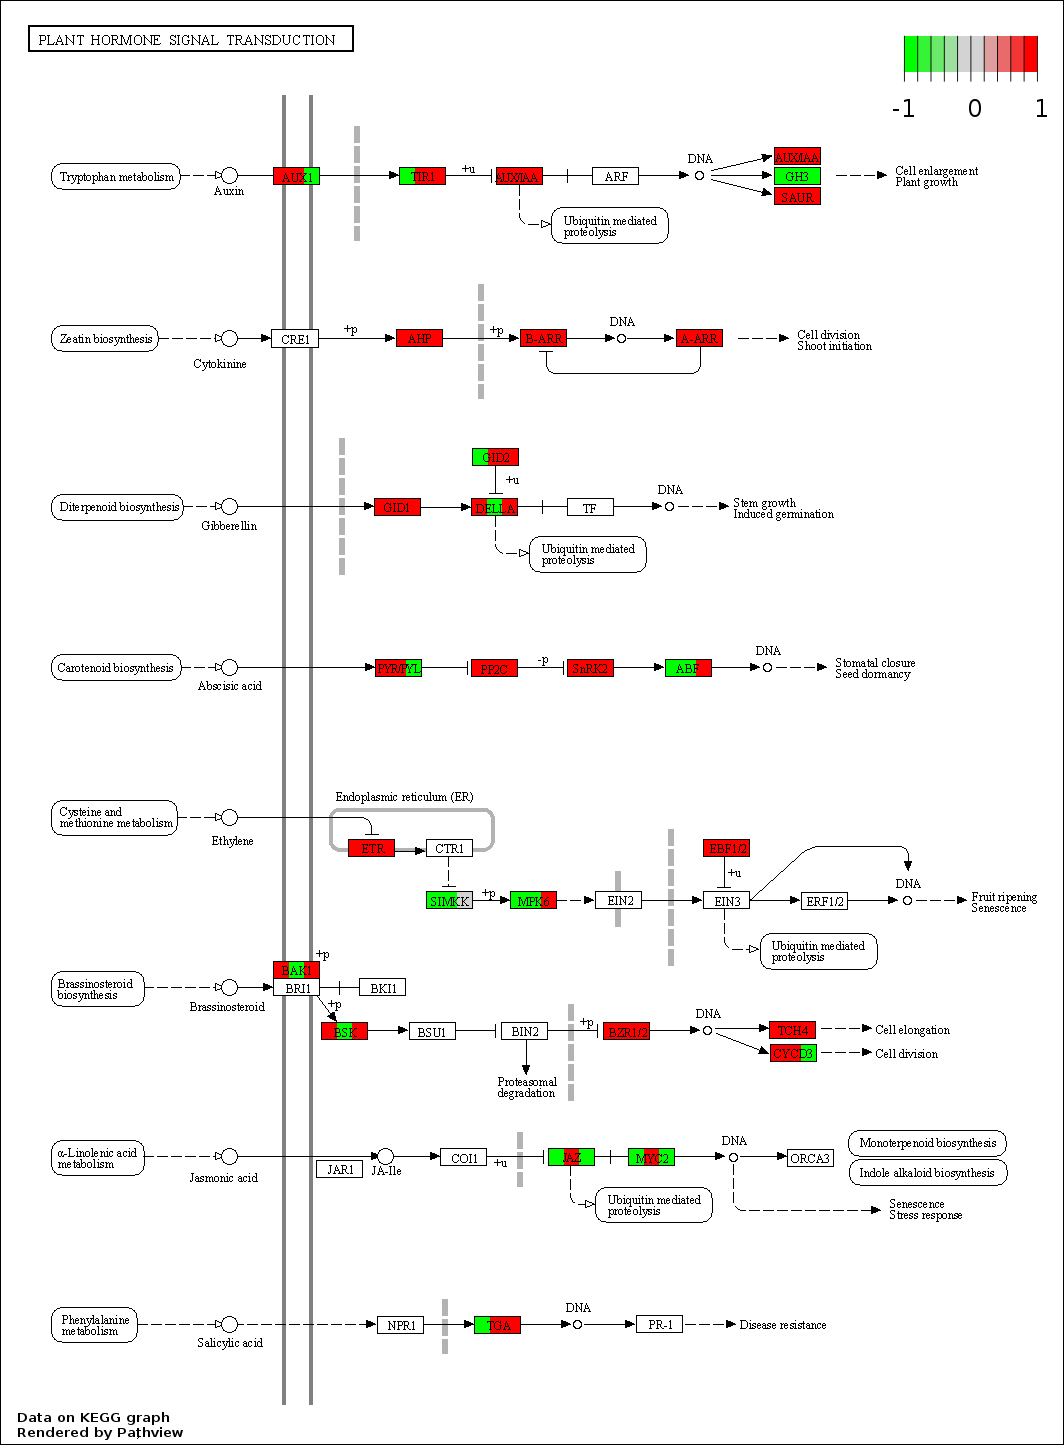 PLANT HORMONE SIGNAL TRANSDUCTION
-1 0 1
Tryptophan metabolism
Auxin
AUX1
TIR1
+u
AUX/IAA
ARF
DNA
AUX/IAA
GH3
SAUR
Cell enlargement
Plant growth
Ubiquitin mediated
proteolysis
Zeatin biosynthesis
Cytokinine
CRE1
+p
AHP
+p
B-ARR
DNA
A-ARR
Cell division
Shoot initiation
GID2
+u
Diterpenoid biosynthesis
Gibberellin
GID1
DELLA
TF
DNA
Stem growth
Induced germination
Ubiquitin mediated
proteolysis
Carotenoid biosynthesis
Abscisic acid
PYR/PYL
PP2C
-p
SnRK2
ABF
DNA
Stomatal closure
Seed dormancy
Endoplasmic reticulum (ER)
Cysteine and
methionine metabolism
Ethylene
ETR
CTR1
EBF1/2
+u
SIMKK
+p
MPK6
EIN2
EIN3
ERF1/2
DNA
Fruit ripening
Senescence
Ubiquitin mediated
proteolysis
Brassinosteroid
biosynthesis
Brassinosteroid
BAK1
+p
BRI1
BKI1
+p
BSK
BSU1
BIN2
+p
BZR1/2
DNA
TCH4
CYCD3
Cell elongation
Cell division
Proteasomal
degradation
α-Linolenic acid
metabolism
Jasmonic acid
JAR1
JA-Ile
COI1
+u
JAZ
MYC2
DNA
ORCA3
Monoterpenoid biosynthesis
Indole alkaloid biosynthesis
Ubiquitin mediated
proteolysis
Senescence
Stress response
Phenylalanine
metabolism
Salicylic acid
NPR1
TGA
DNA
PR-1
Disease resistance
Data on KEGG graph
Rendered by Pathview